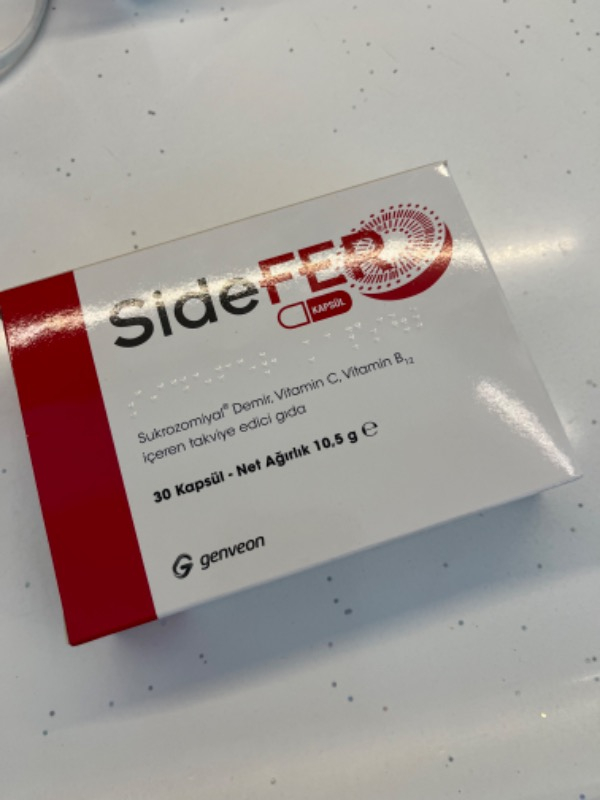 SideFER
KAPSÜL
Sukrozomiyal® Demir, Vitamin C, Vitamin B₁₂
içeren takviye edici gıda
30 Kapsül - Net Ağırlık 10,5 g ℮
genveon